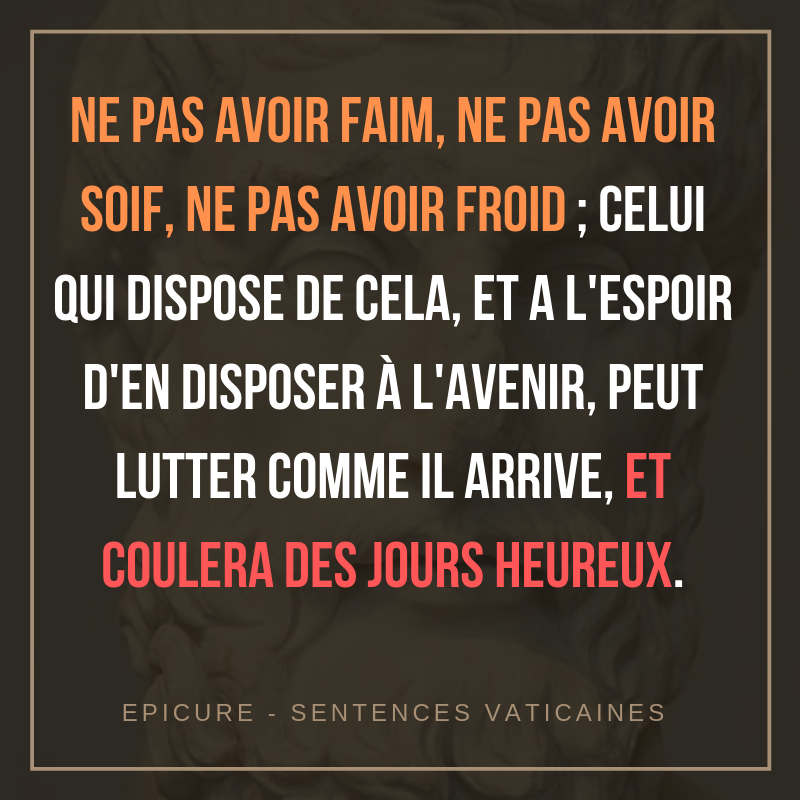 NE PAS AVOIR FAIM, NE PAS AVOIR
SOIF, NE PAS AVOIR FROID ; CELUI
QUI DISPOSE DE CELA, ET A L'ESPOIR
D'EN DISPOSER À L'AVENIR, PEUT
LUTTER COMME IL ARRIVE, ET
COULERA DES JOURS HEUREUX.
EPICURE - SENTENCES VATICAINES